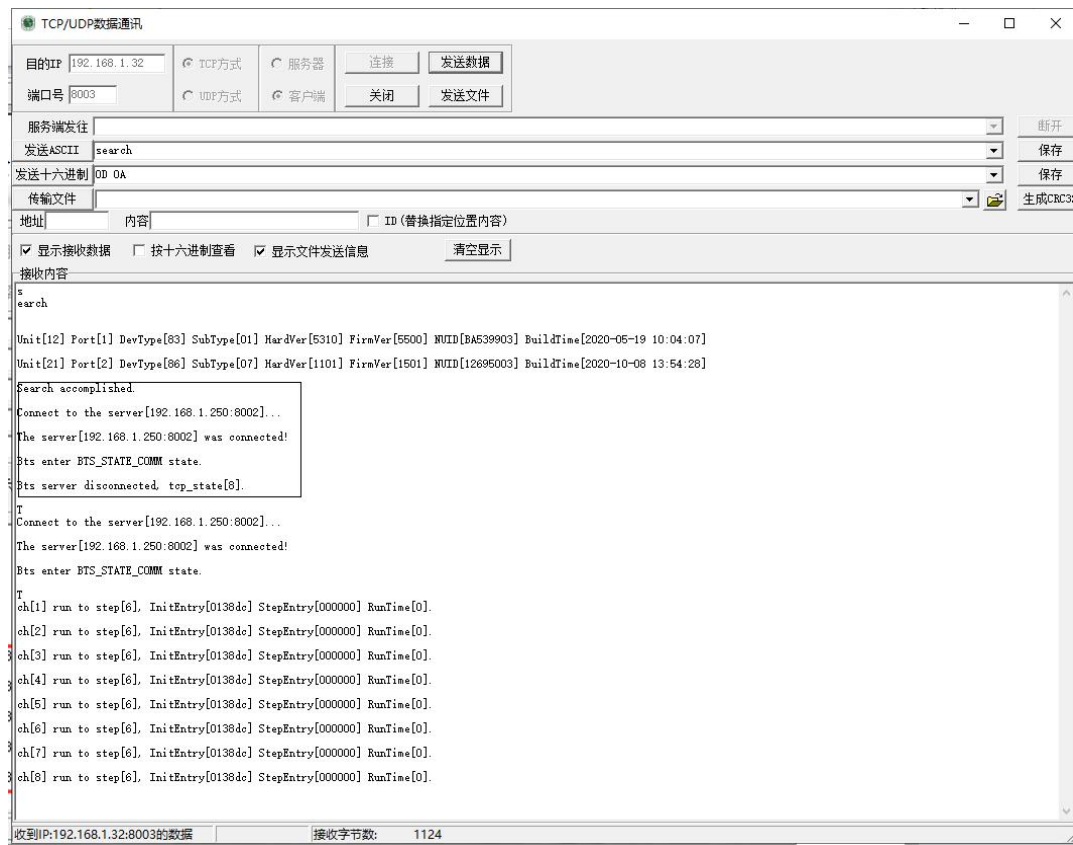 TCP/UDP数据通讯
目的IP 192.168.1.32 TCP方式 服务器 连接 发送数据
端口号 8003 UDP方式 客户端 关闭 发送文件
服务端发往 断开
发送ASCII search 保存
发送十六进制 0D 0A 保存
传输文件 生成CRC32
地址 内容 ID(替换指定位置内容)
显示接收数据 按十六进制查看 显示文件发送信息 清空显示
接收内容
s
earch
Unit[12] Port[1] DevType[83] SubType[01] HardVer[5310] FirmVer[5500] NUID[BA539903] BuildTime[2020-05-19 10:04:07]
Unit[21] Port[2] DevType[86] SubType[07] HardVer[1101] FirmVer[1501] NUID[12695003] BuildTime[2020-10-08 13:54:28]
Search accomplished.
Connect to the server[192.168.1.250:8002]...
The server[192.168.1.250:8002] was connected!
Bts enter BTS_STATE_COMM state.
Bts server disconnected, tcp_state[8].
T
Connect to the server[192.168.1.250:8002]...
The server[192.168.1.250:8002] was connected!
Bts enter BTS_STATE_COMM state.
T
ch[1] run to step[6], InitEntry[0138dc] StepEntry[000000] RunTime[0].
ch[2] run to step[6], InitEntry[0138dc] StepEntry[000000] RunTime[0].
ch[3] run to step[6], InitEntry[0138dc] StepEntry[000000] RunTime[0].
ch[4] run to step[6], InitEntry[0138dc] StepEntry[000000] RunTime[0].
ch[5] run to step[6], InitEntry[0138dc] StepEntry[000000] RunTime[0].
ch[6] run to step[6], InitEntry[0138dc] StepEntry[000000] RunTime[0].
ch[7] run to step[6], InitEntry[0138dc] StepEntry[000000] RunTime[0].
ch[8] run to step[6], InitEntry[0138dc] StepEntry[000000] RunTime[0].
收到IP:192.168.1.32:8003的数据 接收字节数: 1124